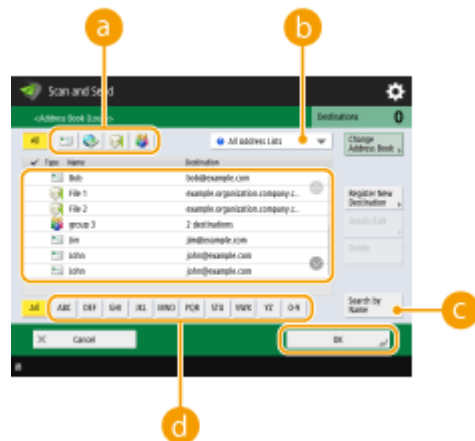 a
b
Scan and Send
<Address Book (Local)>
Destinations 0
All
All Address Lists
Change Address Book
Type Name Destination
Bob bob@example.com
File 1 example.organization.company.c...
File 2 example.organization.company.c...
group 3 2 destinations
Jim jim@example.com
John john@example.com
John john@example.com
Register New Destination
Details/Edit
Delete
All ABC DEF GHI JKL MNO PQR STU VWX YZ 0-9
Search by Name
c
Cancel
OK
d